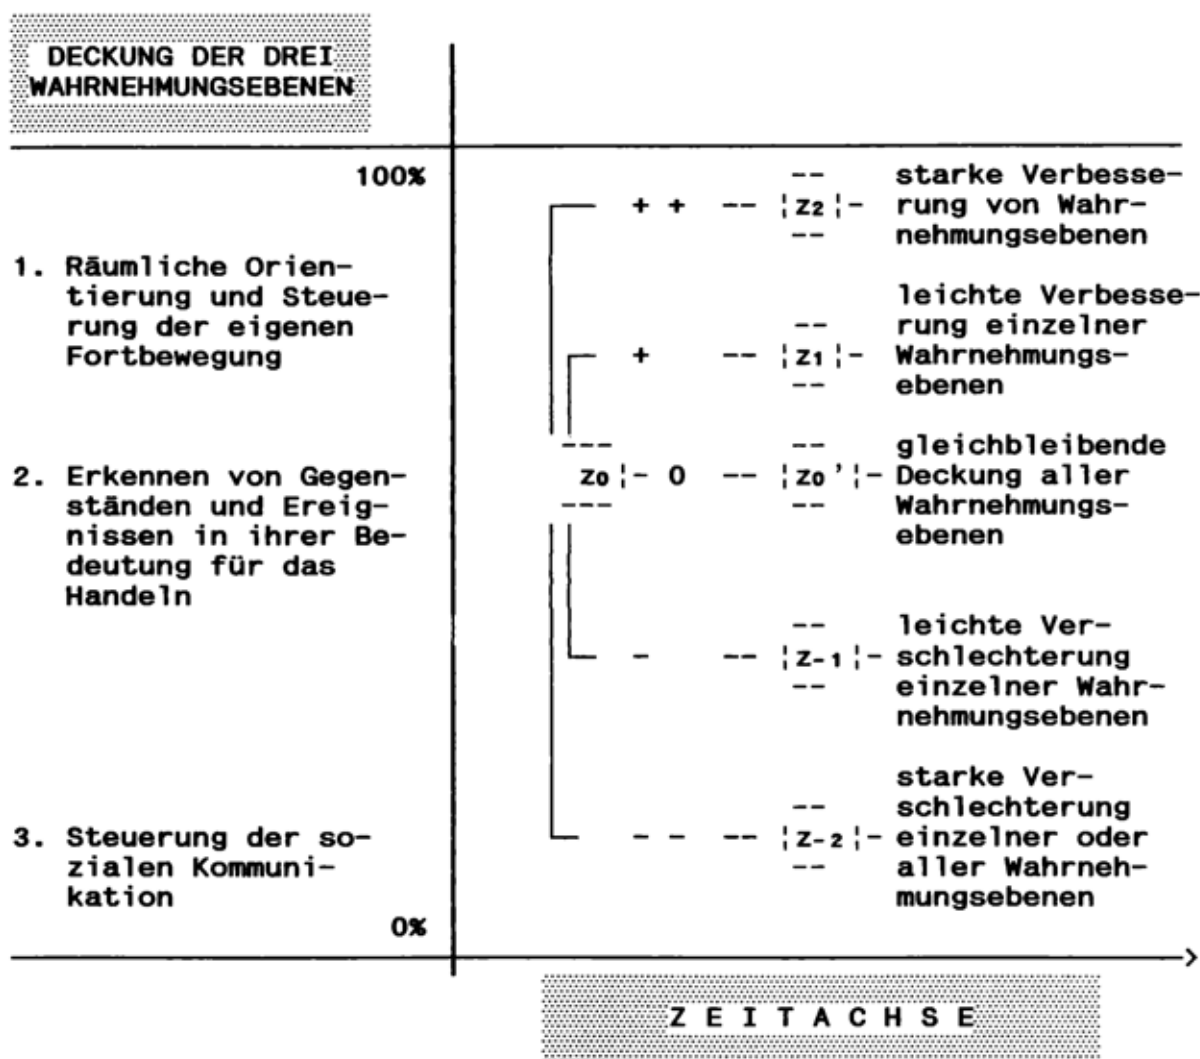 DECKUNG DER DREI
WAHRNEHMUNGSEBENEN
100%
1. Räumliche Orien-
tierung und Steue-
rung der eigenen
Fortbewegung
2. Erkennen von Gegen-
ständen und Ereig-
nissen in ihrer Be-
deutung für das
Handeln
3. Steuerung der so-
zialen Kommuni-
kation
0%
+ + -- ¦Z2¦-
starke Verbesse-
rung von Wahr-
nehmungsebenen
+ -- ¦Z1¦-
leichte Verbesse-
rung einzelner
Wahrnehmungs-
ebenen
Z0¦- 0 -- ¦Z0'¦-
gleichbleibende
Deckung aller
Wahrnehmungs-
ebenen
- -- ¦Z-1¦-
leichte Ver-
schlechterung
einzelner Wahr-
nehmungsebenen
- - -- ¦Z-2¦-
starke Ver-
schlechterung
einzelner oder
aller Wahrneh-
mungsebenen
Z E I T A C H S E